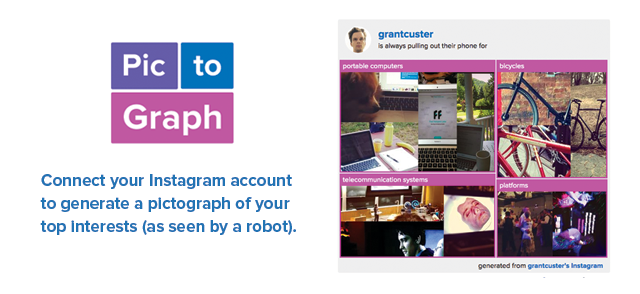 Pic to
Graph
Connect your Instagram account
to generate a pictograph of your
top interests (as seen by a robot).
grantcuster
is always pulling out their phone for
portable computers
bicycles
FF
telecommunication systems
platforms
generated from grantcuster's Instagram